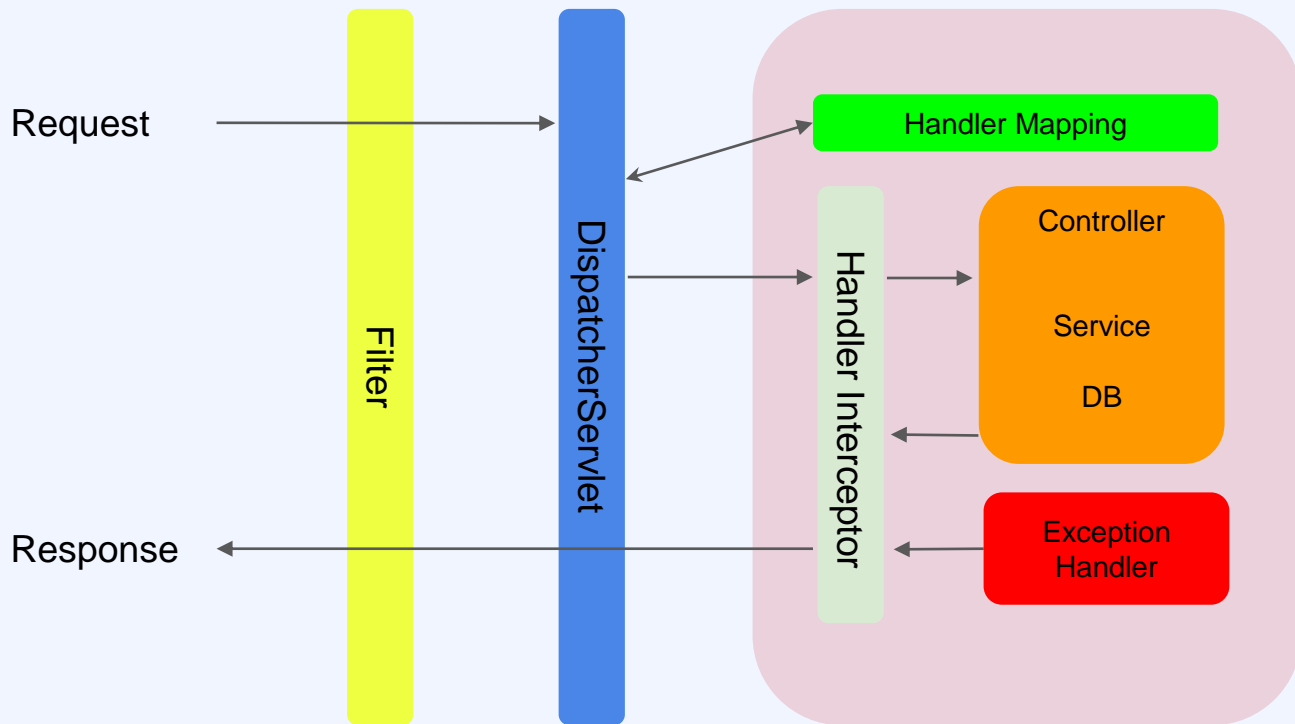 Request
Filter
DispatcherServlet
Handler Mapping
Handler Interceptor
Controller
Service
DB
Exception
Handler
Response